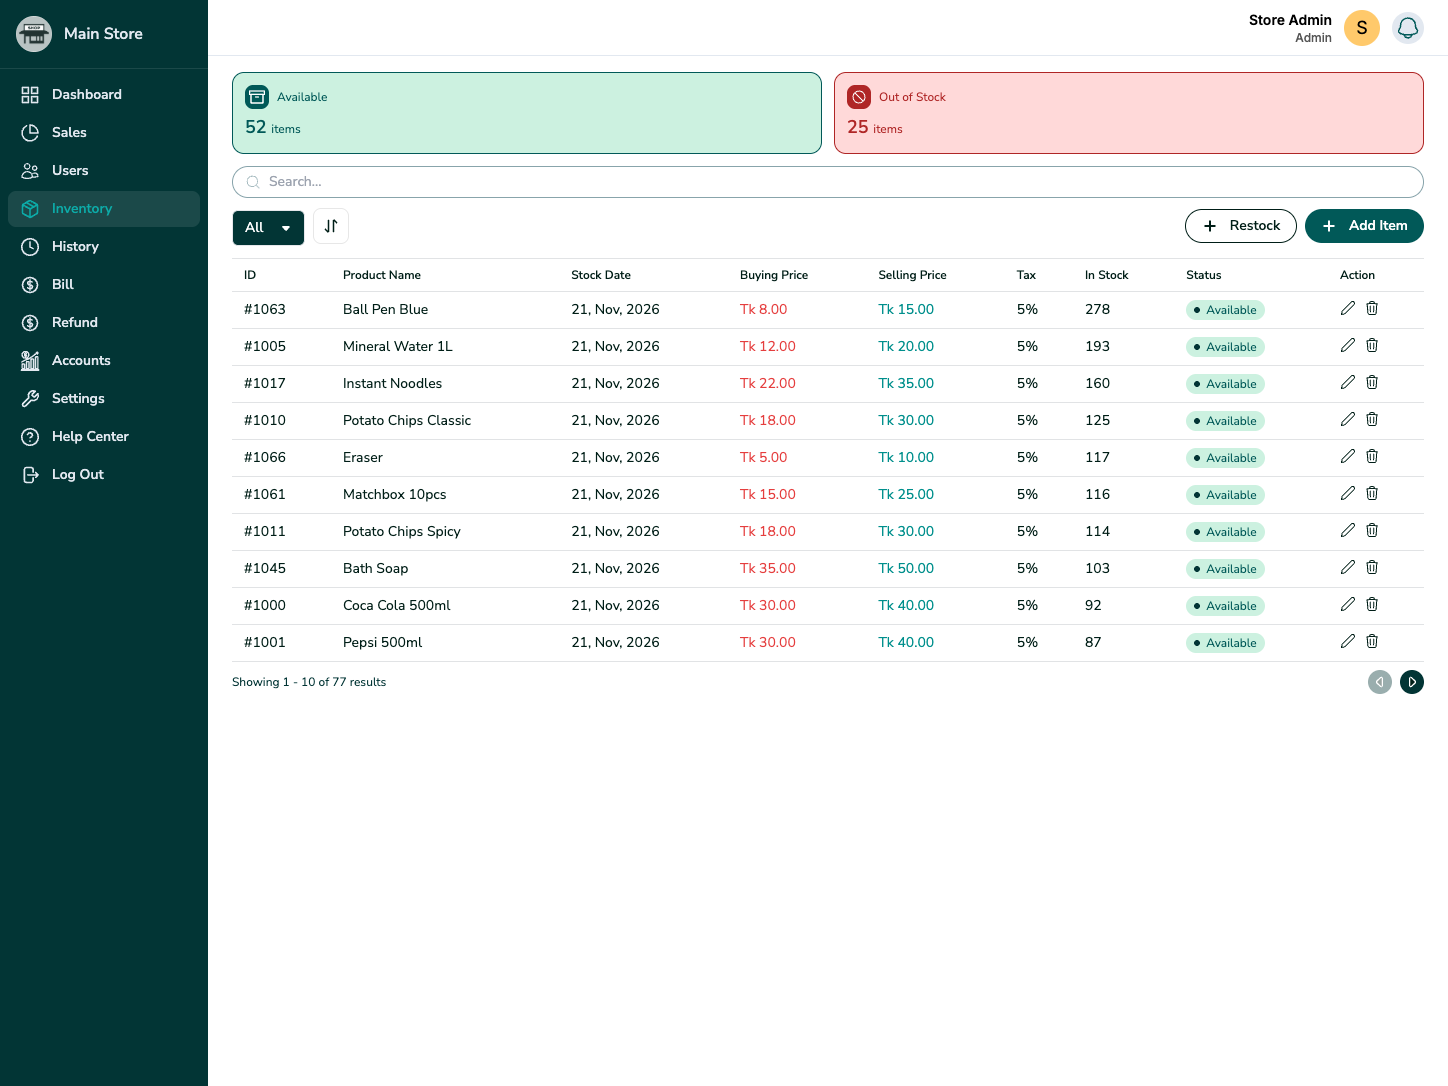 SHOP
Main Store
Dashboard
Sales
Users
Inventory
History
Bill
Refund
Accounts
Settings
Help Center
Log Out
Store Admin
Admin
S
Available
52 items
Out of Stock
25 items
Search...
All
Restock
Add Item
ID Product Name Stock Date Buying Price Selling Price Tax In Stock Status Action
#1063 Ball Pen Blue 21, Nov, 2026 Tk 8.00 Tk 15.00 5% 278 Available
#1005 Mineral Water 1L 21, Nov, 2026 Tk 12.00 Tk 20.00 5% 193 Available
#1017 Instant Noodles 21, Nov, 2026 Tk 22.00 Tk 35.00 5% 160 Available
#1010 Potato Chips Classic 21, Nov, 2026 Tk 18.00 Tk 30.00 5% 125 Available
#1066 Eraser 21, Nov, 2026 Tk 5.00 Tk 10.00 5% 117 Available
#1061 Matchbox 10pcs 21, Nov, 2026 Tk 15.00 Tk 25.00 5% 116 Available
#1011 Potato Chips Spicy 21, Nov, 2026 Tk 18.00 Tk 30.00 5% 114 Available
#1045 Bath Soap 21, Nov, 2026 Tk 35.00 Tk 50.00 5% 103 Available
#1000 Coca Cola 500ml 21, Nov, 2026 Tk 30.00 Tk 40.00 5% 92 Available
#1001 Pepsi 500ml 21, Nov, 2026 Tk 30.00 Tk 40.00 5% 87 Available
Showing 1 - 10 of 77 results